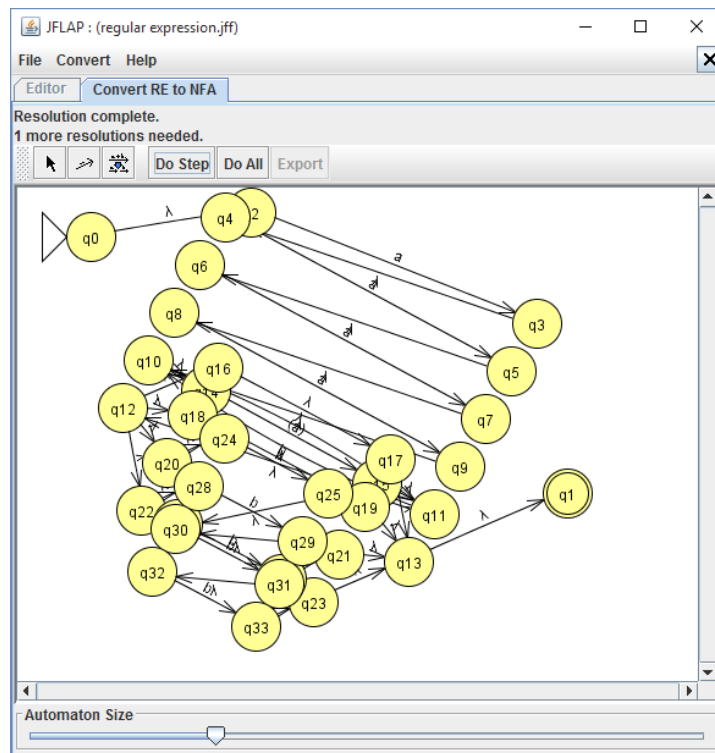 JFLAP : (regular expression.jff)
File Convert Help
Editor Convert RE to NFA
Resolution complete.
1 more resolutions needed.
Do Step Do All Export
q0 λ q4 2
a
q6
q8
q3
q5
q10 q16
q7
λ
q12 q18
q24
q17
q9
q20
λ
q22 q28
q25
q19 q11
q1
b
λ
λ
q30
q29 q21
q13
q32
q31
bλ
q23
q33
Automaton Size